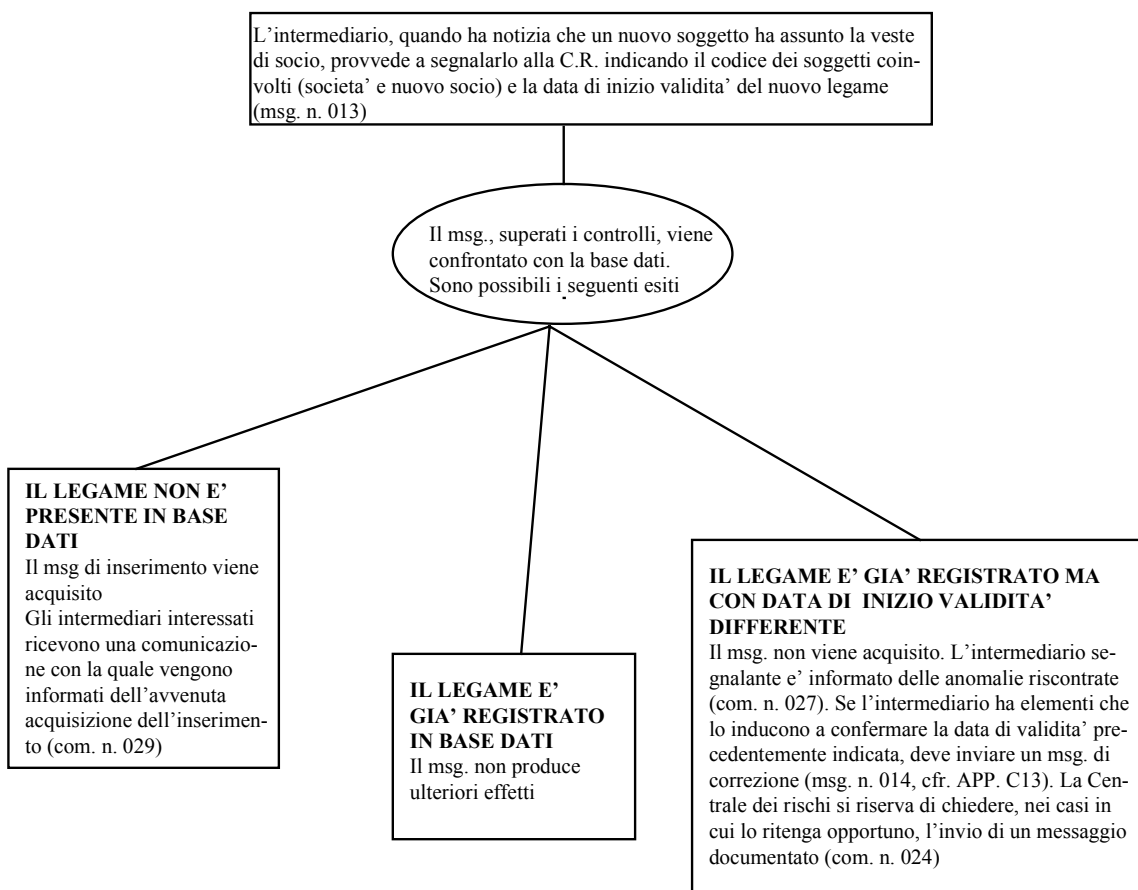 L’intermediario, quando ha notizia che un nuovo soggetto ha assunto la veste
di socio, provvede a segnalarlo alla C.R. indicando il codice dei soggetti coin-
volti (societa’ e nuovo socio) e la data di inizio validita’ del nuovo legame
(msg. n. 013)
Il msg., superati i controlli, viene
confrontato con la base dati.
Sono possibili i seguenti esiti
IL LEGAME NON E’
PRESENTE IN BASE
DATI
Il msg di inserimento viene
acquisito
Gli intermediari interessati
ricevono una comunicazio-
ne con la quale vengono
informati dell’avvenuta
acquisizione dell’inserimen-
to (com. n. 029)
IL LEGAME E’
GIA’ REGISTRATO
IN BASE DATI
Il msg. non produce
ulteriori effetti
IL LEGAME E’ GIA’ REGISTRATO MA
CON DATA DI INIZIO VALIDITA’
DIFFERENTE
Il msg. non viene acquisito. L’intermediario se-
gnalante e’ informato delle anomalie riscontrate
(com. n. 027). Se l’intermediario ha elementi che
lo inducono a confermare la data di validita’ pre-
cedentemente indicata, deve inviare un msg. di
correzione (msg. n. 014, cfr. APP. C13). La Cen-
trale dei rischi si riserva di chiedere, nei casi in
cui lo ritenga opportuno, l’invio di un messaggio
documentato (com. n. 024)